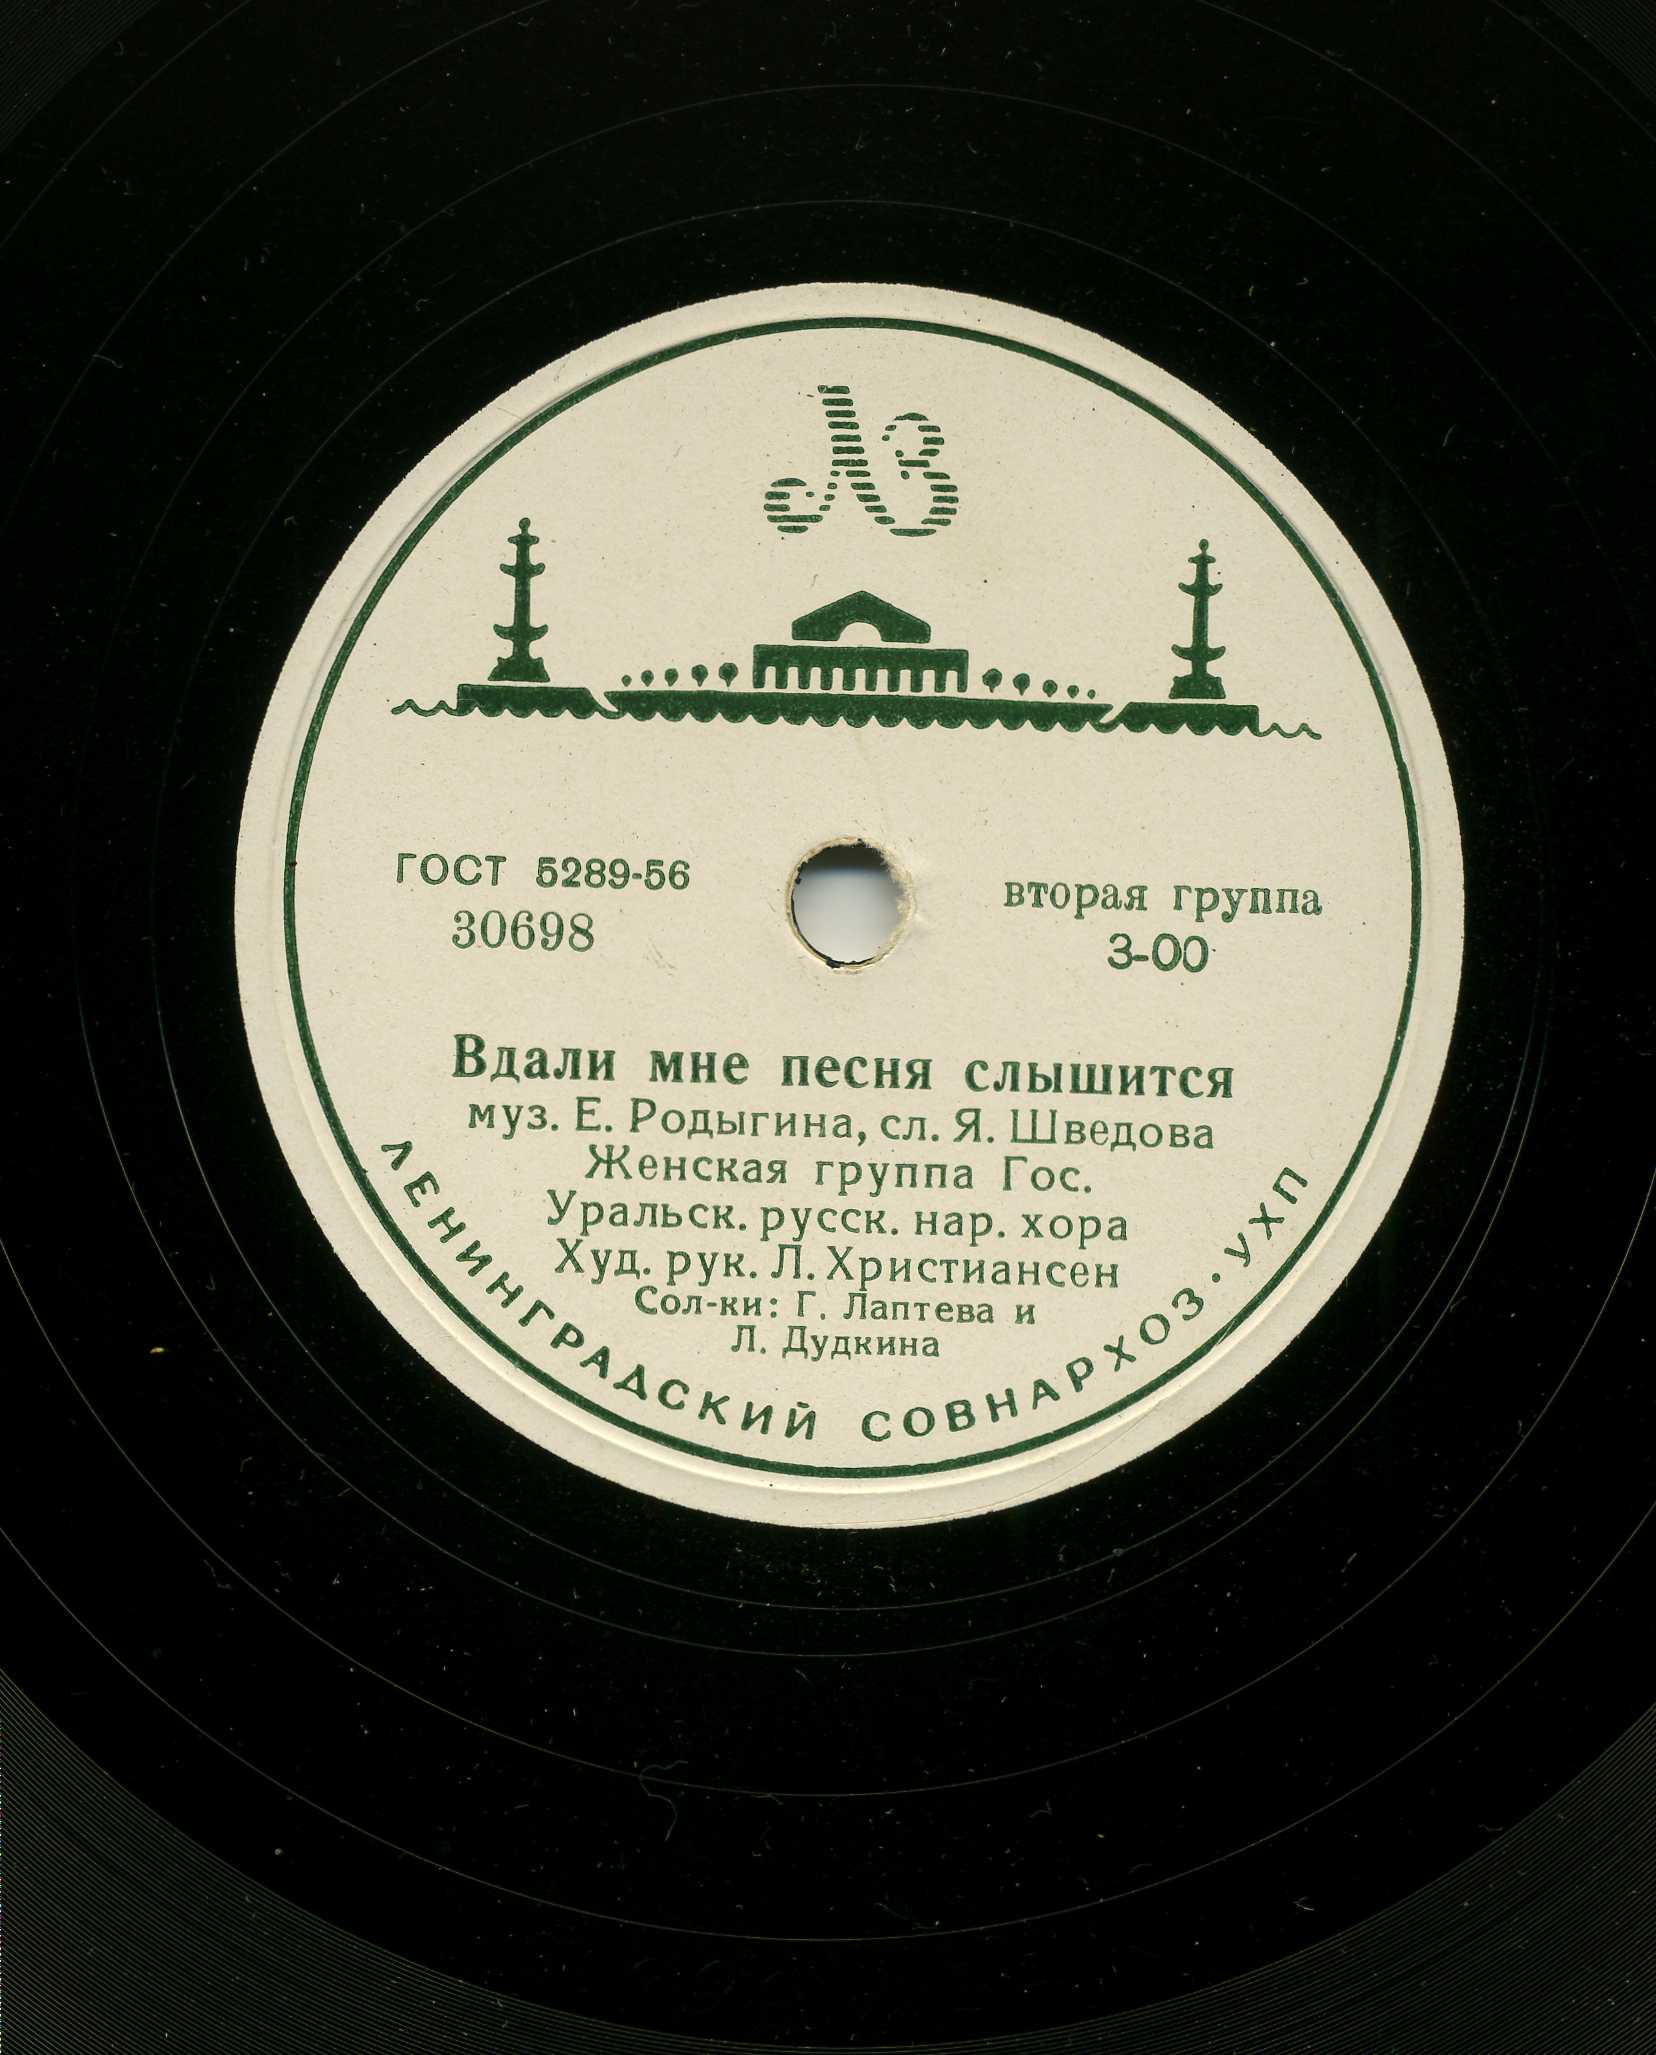 ЛЗ
ГОСТ 5289-56
30698
вторая группа
3-00
Вдали мне песня слышится
муз. Е. Родыгина, сл. Я. Шведова
Женская группа Гос.
Уральск. русск. нар. хора
Худ. рук. Л. Христиансен
Сол-ки: Г. Лаптева и
Л. Дудкина
ЛЕНИНГРАДСКИЙ СОВНАРХОЗ · УХП